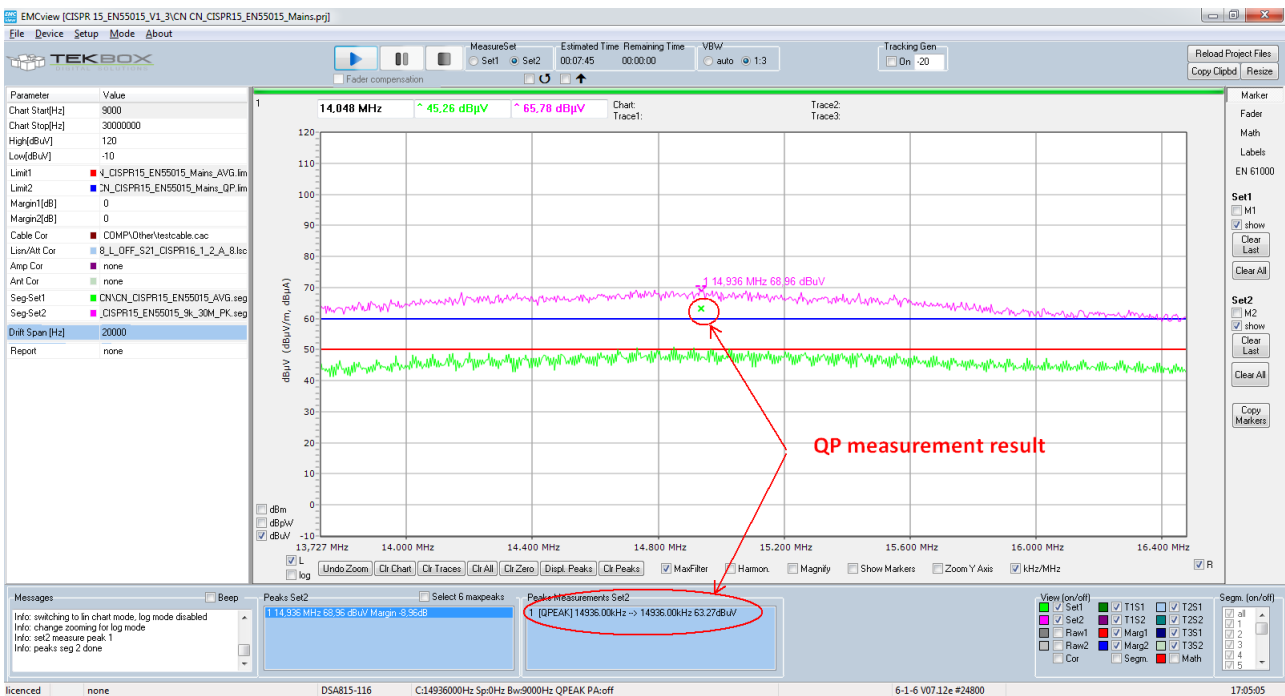 EMCview [CISPR 15_EN55015_V1_3\CN CN_CISPR15_EN55015_Mains.prj]
File Device Setup Mode About
TEKBOX
DIGITAL SOLUTIONS
MeasureSet
Set1 Set2
Estimated Time Remaining Time
00:07:45 00:00:00
VBW
auto 1:3
Tracking Gen
On -20
Reload Project Files
Copy Clipbd Resize
Fader compensation
Parameter Value
Chart Start[Hz] 9000
Chart Stop[Hz] 30000000
High[dBuV] 120
Low[dBuV] -10
Limit1 N_CISPR15_EN55015_Mains_AVG.lim
Limit2 CN_CISPR15_EN55015_Mains_QP.lim
Margin1[dB] 0
Margin2[dB] 0
Cable Cor COMP\Other\testcable.cac
Lisn/Att Cor 8_L_OFF_S21_CISPR16_1_2_A_8.lsc
Amp Cor none
Ant Cor none
Seg-Set1 CN\CN_CISPR15_EN55015_AVG.seg
Seg-Set2 _CISPR15_EN55015_9k_30M_PK.seg
Drift Span [Hz] 20000
Report none
1
14,048 MHz
^ 45,26 dBµV
^ 65,78 dBµV
Chart:
Trace1:
Trace2:
Trace3:
120
110
100
90
80
70
60
50
40
30
20
10
0
-10
dBµV (dBµV/m, dBµA)
1 14,936 MHz 68,96 dBuV
QP measurement result
dBm
dBpW
dBuV
13,727 MHz 14.000 MHz 14.400 MHz 14.800 MHz 15.200 MHz 15.600 MHz 16.000 MHz 16.400 MHz
L
log
Undo Zoom Clr Chart Clr Traces Clr All Clr Zero Displ. Peaks Clr Peaks MaxFilter Harmon. Magnify Show Markers Zoom Y Axis kHz/MHz
R
Marker
Fader
Math
Labels
EN 61000
Set1
M1
show
Clear Last
Clear All
Set2
M2
show
Clear Last
Clear All
Copy Markers
Messages Beep
Info: switching to lin chart mode, log mode disabled
Info: change zooming for log mode
Info: set2 measure peak 1
Info: peaks seg 2 done
Peaks Set2 Select 6 maxpeaks
1 14,936 MHz 68,96 dBuV Margin -8,96dB
Peaks Measurements Set2
1 [QPEAK] 14936.00kHz --> 14936.00kHz 63.27dBuV
View (on/off)
Set1 T1S1 T2S1
Set2 T1S2 T2S2
Raw1 Marg1 T3S1
Raw2 Marg2 T3S2
Cor Segm. Math
Segm. (on/off)
all
1
2
3
4
5
licenced none DSA815-116 C:14936000Hz Sp:0Hz Bw:9000Hz QPEAK PA:off 6-1-6 V07.12e #24800 17:05:05